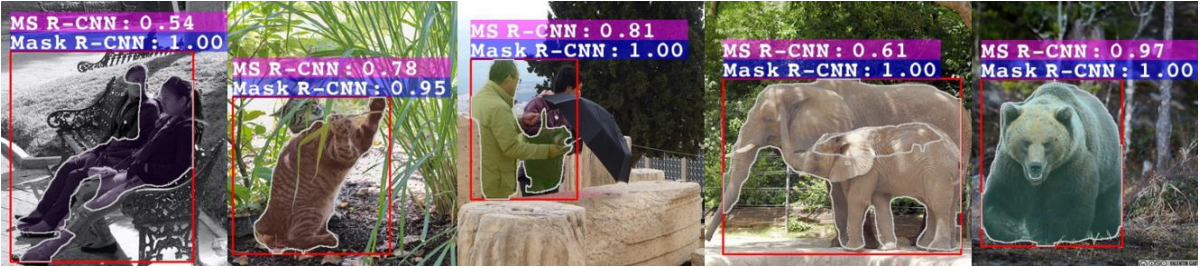 MS R-CNN: 0.54
Mask R-CNN: 1.00
MS R-CNN: 0.78
Mask R-CNN: 0.95
MS R-CNN: 0.81
Mask R-CNN: 1.00
MS R-CNN: 0.61
Mask R-CNN: 1.00
MS R-CNN: 0.97
Mask R-CNN: 1.00